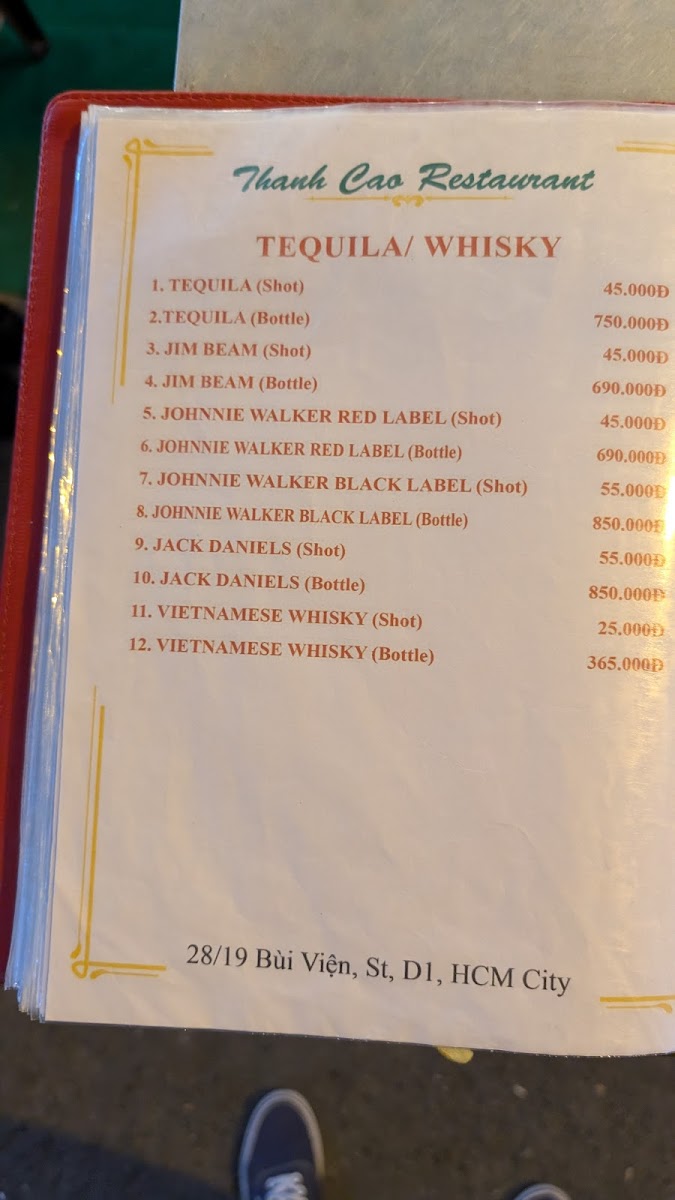 Thanh Cao Restaurant
TEQUILA/ WHISKY
1. TEQUILA (Shot) 45.000Đ
2.TEQUILA (Bottle) 750.000Đ
3. JIM BEAM (Shot) 45.000Đ
4. JIM BEAM (Bottle) 690.000Đ
5. JOHNNIE WALKER RED LABEL (Shot) 45.000Đ
6. JOHNNIE WALKER RED LABEL (Bottle) 690.000Đ
7. JOHNNIE WALKER BLACK LABEL (Shot) 55.000Đ
8. JOHNNIE WALKER BLACK LABEL (Bottle) 850.000Đ
9. JACK DANIELS (Shot) 55.000Đ
10. JACK DANIELS (Bottle) 850.000Đ
11. VIETNAMESE WHISKY (Shot) 25.000Đ
12. VIETNAMESE WHISKY (Bottle) 365.000Đ
28/19 Bùi Viện, St, D1, HCM City